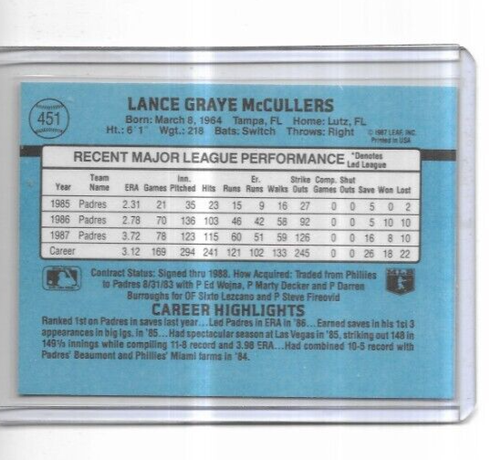 451
LANCE GRAYE McCULLERS
Born: March 8, 1964 Tampa, FL Home: Lutz, FL
Ht.: 6'1" Wgt.: 218 Bats: Switch Throws: Right
© 1987 LEAF, INC.
Printed in USA
RECENT MAJOR LEAGUE PERFORMANCE *Denotes Led League
Year Team Name ERA Games Inn. Pitched Hits Runs Er. Runs Walks Strike Outs Comp. Games Shut Outs Save Won Lost
1985 Padres 2.31 21 35 23 15 9 16 27 0 0 5 0 2
1986 Padres 2.78 70 136 103 46 42 58 92 0 0 5 10 10
1987 Padres 3.72 78 123 115 60 51 59 126 0 0 16 8 10
Career 3.12 169 294 241 121 102 133 245 0 0 26 18 22
Contract Status: Signed thru 1988. How Acquired: Traded from Phillies
to Padres 8/31/83 with P Ed Wojna, P Marty Decker and P Darren
Burroughs for OF Sixto Lezcano and P Steve Fireovid
CAREER HIGHLIGHTS
Ranked 1st on Padres in saves last year...Led Padres in ERA in '86...Earned saves in his 1st 3
appearances in big lgs. in '85...Had spectacular season at Las Vegas in '85, striking out 148 in
149⅓ innings while compiling 11-8 record and 3.98 ERA...Had combined 10-5 record with
Padres' Beaumont and Phillies' Miami farms in '84.